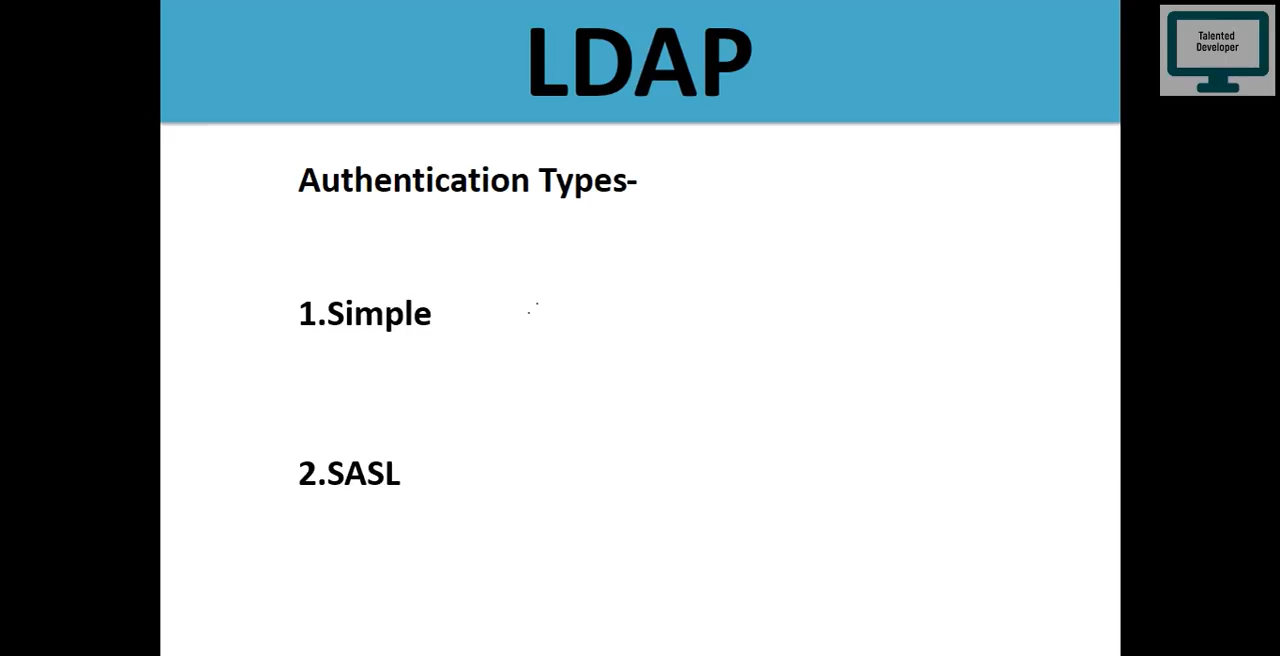 LDAP
Talented
Developer
Authentication Types-
1.Simple
2.SASL